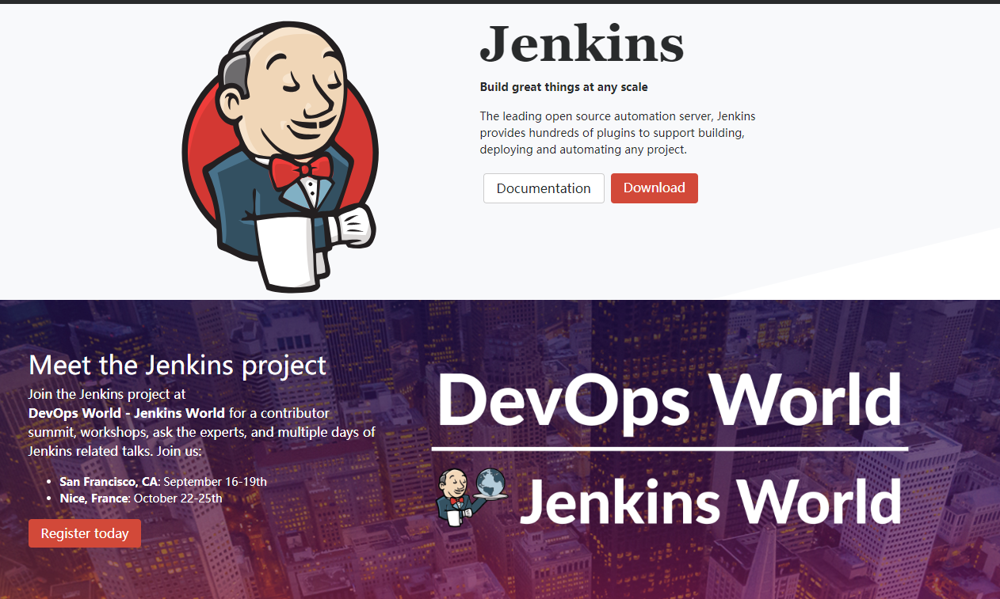 Jenkins
Build great things at any scale
The leading open source automation server, Jenkins
provides hundreds of plugins to support building,
deploying and automating any project.
Documentation
Download
Meet the Jenkins project
Join the Jenkins project at
DevOps World - Jenkins World for a contributor
summit, workshops, ask the experts, and multiple days of
Jenkins related talks. Join us:
• San Francisco, CA: September 16-19th
• Nice, France: October 22-25th
Register today
DevOps World
Jenkins World